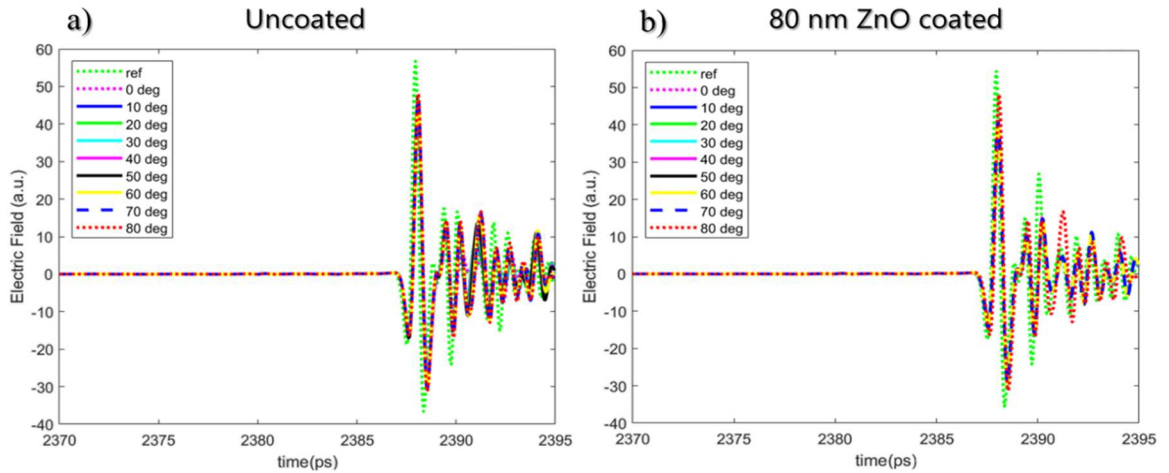 a)
Uncoated
60
50
40
30
20
10
0
-10
-20
-30
-40
Electric Field (a.u.)
ref
0 deg
10 deg
20 deg
30 deg
40 deg
50 deg
60 deg
70 deg
80 deg
2370
2375
2380
2385
2390
2395
time(ps)
b)
80 nm ZnO coated
60
50
40
30
20
10
0
-10
-20
-30
-40
Electric Field (a.u.)
ref
0 deg
10 deg
20 deg
30 deg
40 deg
50 deg
60 deg
70 deg
80 deg
2370
2375
2380
2385
2390
2395
time(ps)